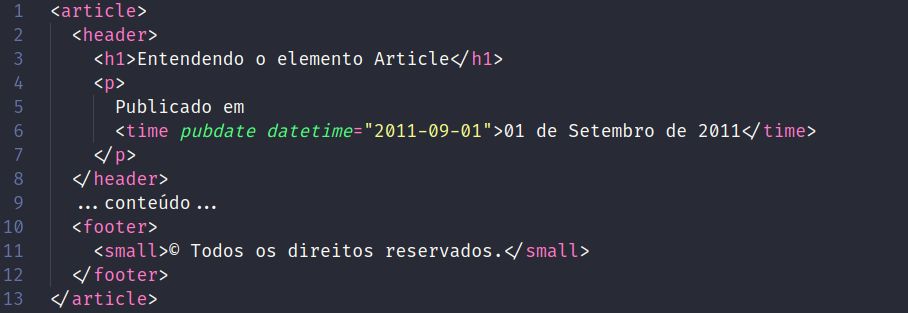 1 <article>
2   <header>
3     <h1>Entendendo o elemento Article</h1>
4     <p>
5       Publicado em
6       <time pubdate datetime="2011-09-01">01 de Setembro de 2011</time>
7     </p>
8   </header>
9   ...conteúdo...
10   <footer>
11     <small>© Todos os direitos reservados.</small>
12   </footer>
13 </article>